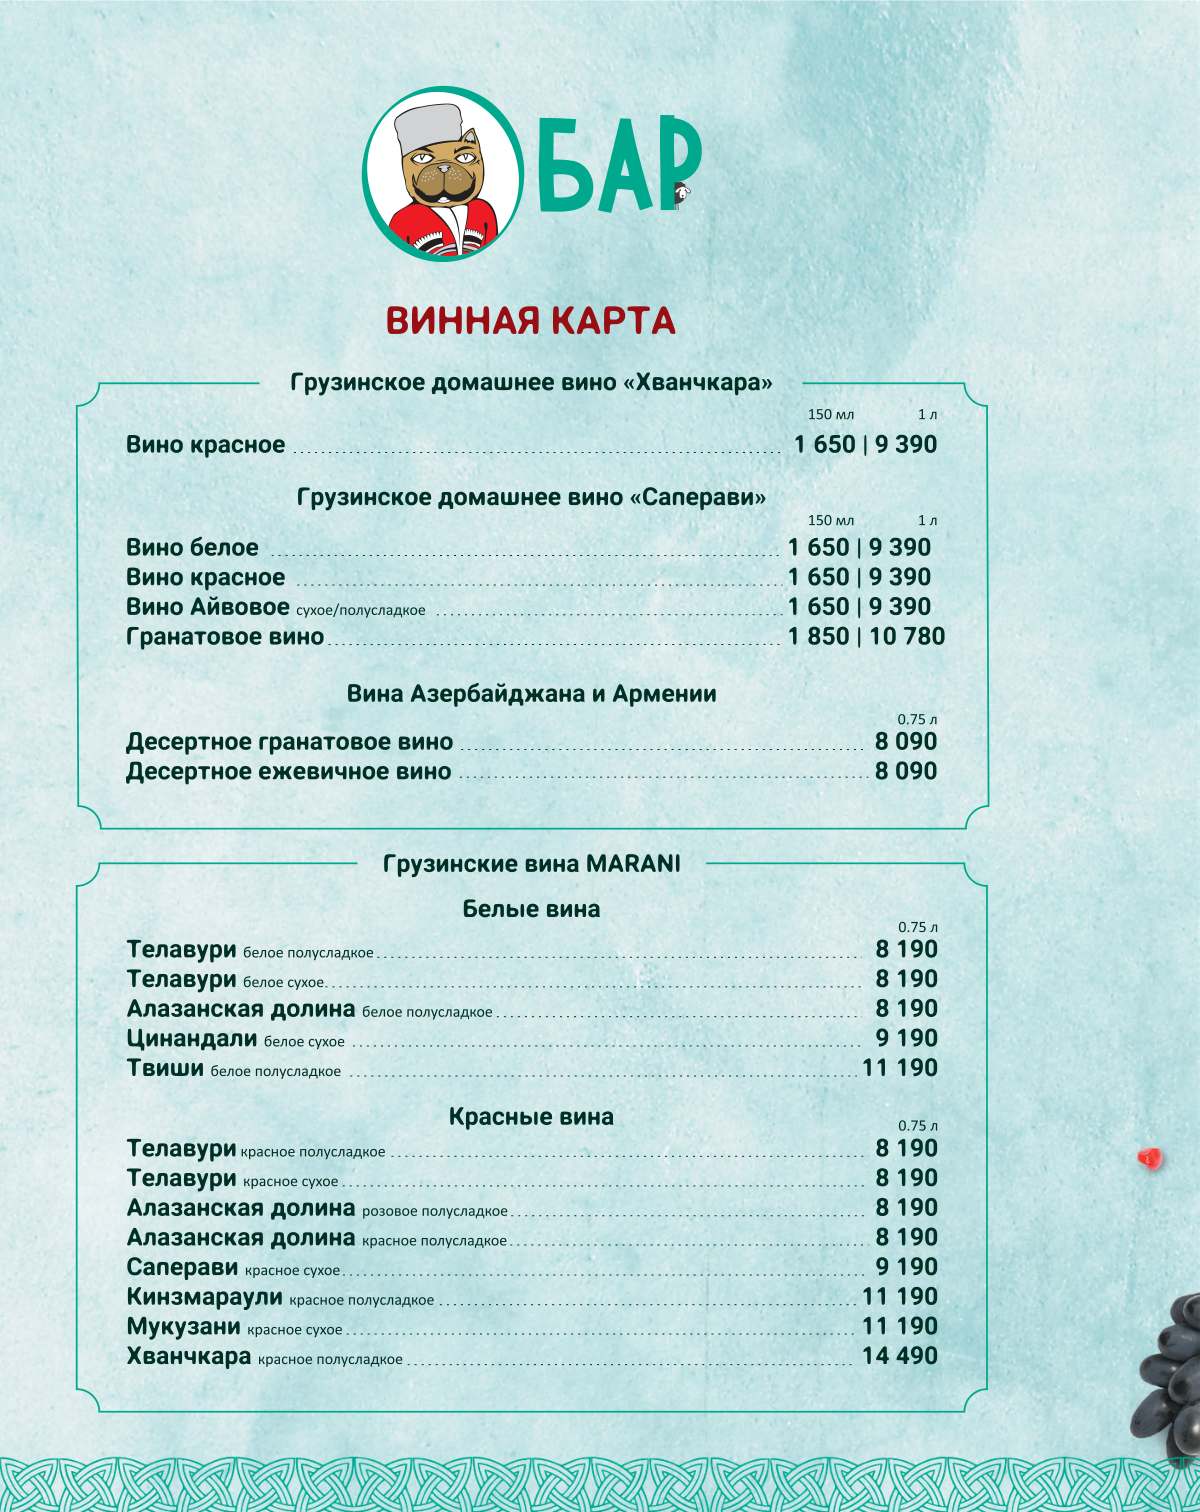 БАР
ВИННАЯ КАРТА
Грузинское домашнее вино «Хванчкара»
150 мл 1 л
Вино красное 1 650 | 9 390
Грузинское домашнее вино «Саперави»
150 мл 1 л
Вино белое 1 650 | 9 390
Вино красное 1 650 | 9 390
Вино Айвовое сухое/полусладкое 1 650 | 9 390
Гранатовое вино 1 850 | 10 780
Вина Азербайджана и Армении
0.75 л
Десертное гранатовое вино 8 090
Десертное ежевичное вино 8 090
Грузинские вина MARANI
Белые вина
0.75 л
Телавури белое полусладкое 8 190
Телавури белое сухое 8 190
Алазанская долина белое полусладкое 8 190
Цинандали белое сухое 9 190
Твиши белое полусладкое 11 190
Красные вина
0.75 л
Телавури красное полусладкое 8 190
Телавури красное сухое 8 190
Алазанская долина розовое полусладкое 8 190
Алазанская долина красное полусладкое 8 190
Саперави красное сухое 9 190
Кинзмараули красное полусладкое 11 190
Мукузани красное сухое 11 190
Хванчкара красное полусладкое 14 490